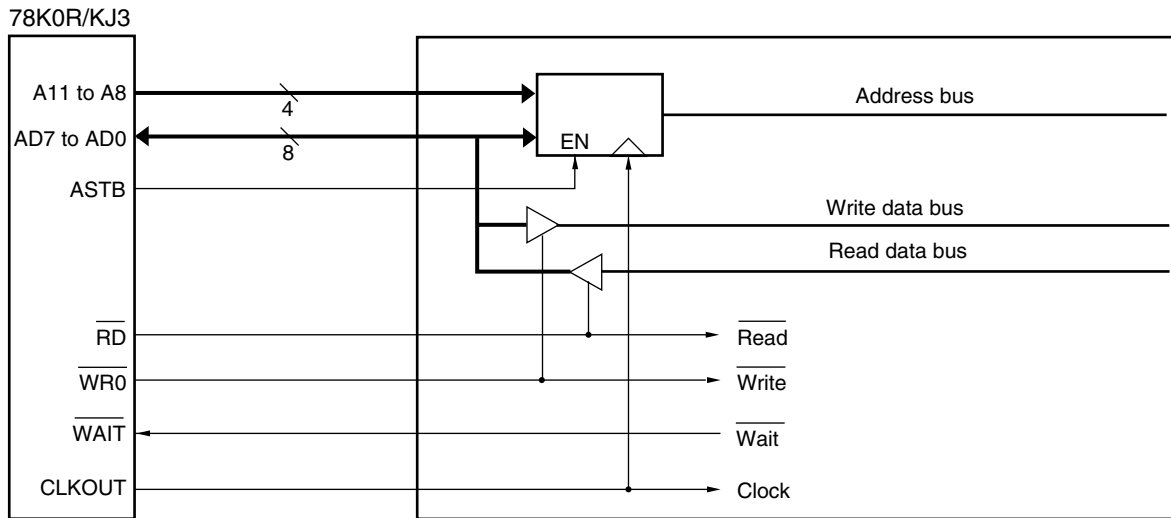 78K0R/KJ3
A11 to A8
4
Address bus
AD7 to AD0
8
EN
ASTB
Write data bus
Read data bus
RD
Read
WR0
Write
WAIT
Wait
CLKOUT
Clock